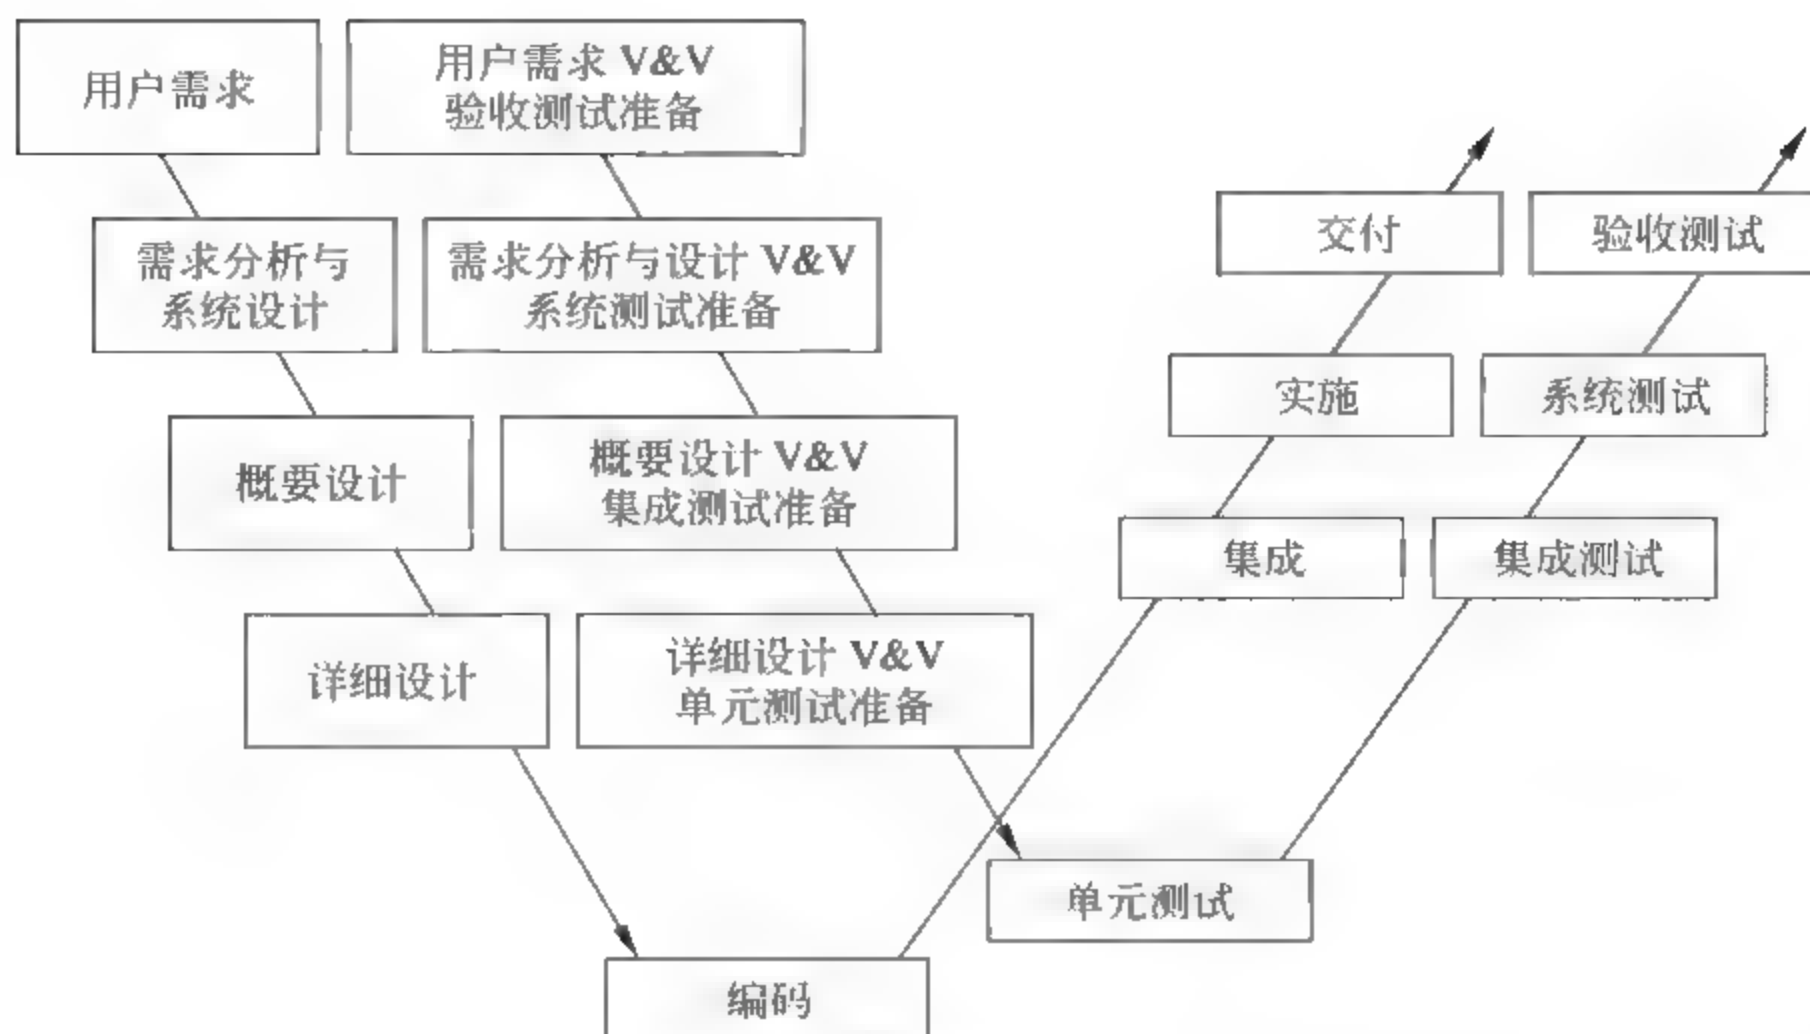 用户需求
用户需求 V&V
验收测试准备
需求分析与
系统设计
需求分析与设计 V&V
系统测试准备
概要设计
概要设计 V&V
集成测试准备
详细设计
详细设计 V&V
单元测试准备
编码
单元测试
集成
集成测试
实施
系统测试
交付
验收测试